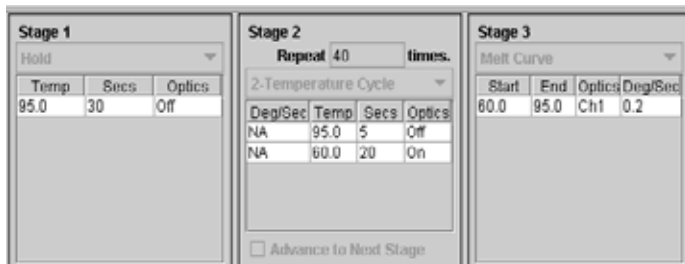 Stage 1
Hold
Temp Secs Optics
95.0 30 Off
Stage 2
Repeat 40 times.
2-Temperature Cycle
Deg/Sec Temp Secs Optics
NA 95.0 5 Off
NA 60.0 20 On
Advance to Next Stage
Stage 3
Melt Curve
Start End Optics Deg/Sec
60.0 95.0 Ch1 0.2